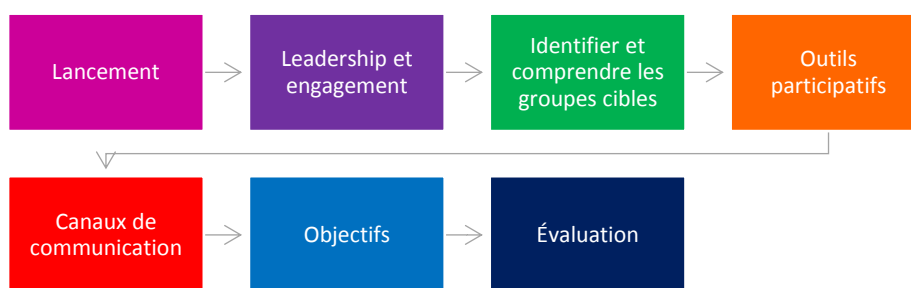 Lancement
Leadership et
engagement
Identifier et
comprendre les
groupes cibles
Outils
participatifs
Canaux de
communication
Objectifs
Évaluation